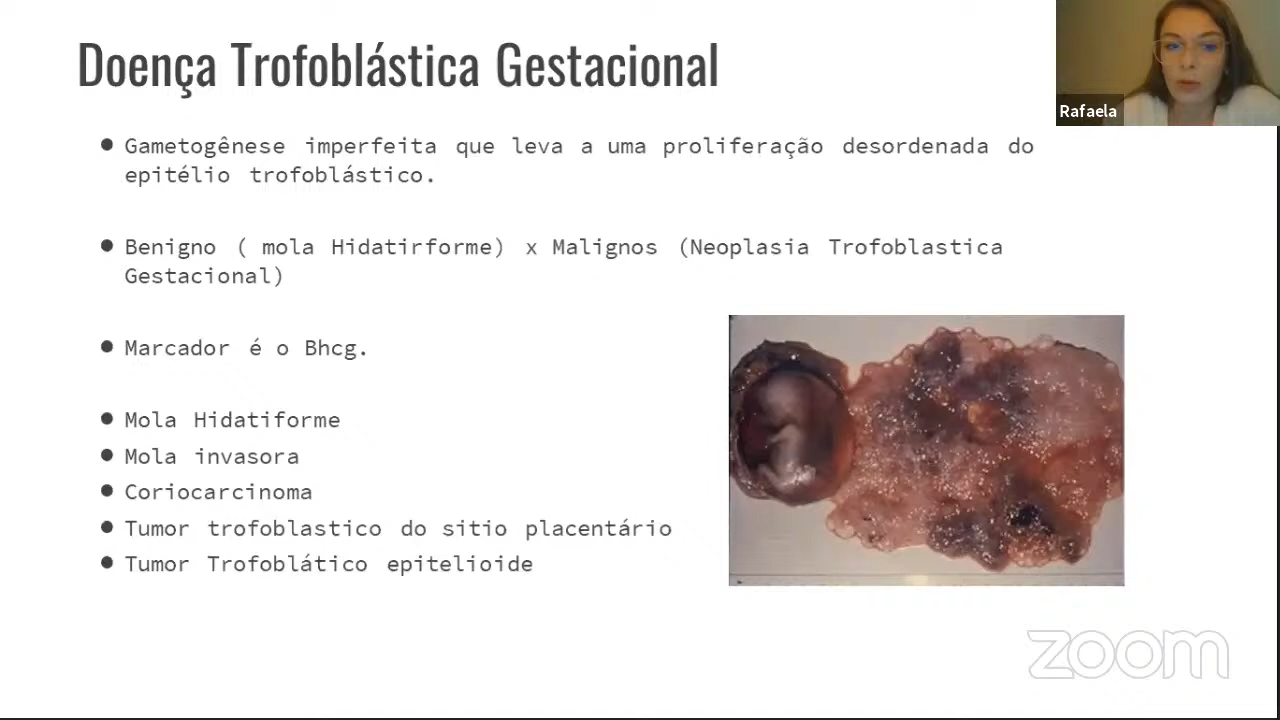 Doença Trofoblástica Gestacional
Rafaela
● Gametogênese imperfeita que leva a uma proliferação desordenada do
epitélio trofoblástico.
● Benigno ( mola Hidatirforme) x Malignos (Neoplasia Trofoblastica
Gestacional)
● Marcador é o Bhcg.
● Mola Hidatiforme
● Mola invasora
● Coriocarcinoma
● Tumor trofoblastico do sitio placentário
● Tumor Trofoblático epitelioide
zoom